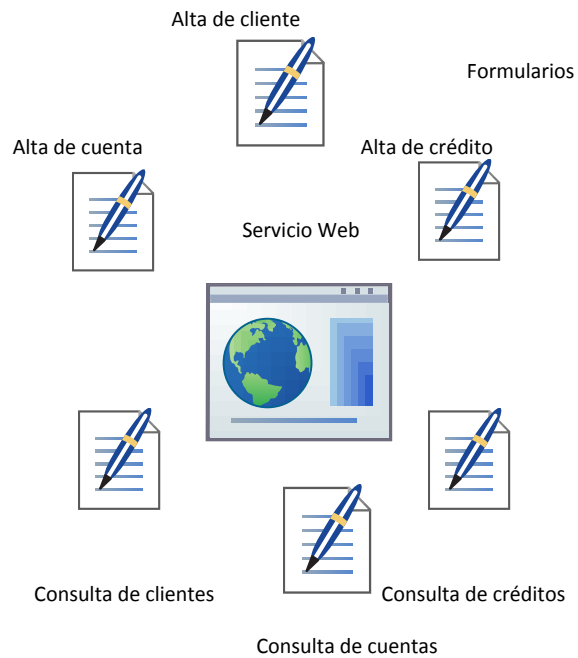 Alta de cliente
Formularios
Alta de cuenta
Alta de crédito
Servicio Web
Consulta de clientes
Consulta de créditos
Consulta de cuentas